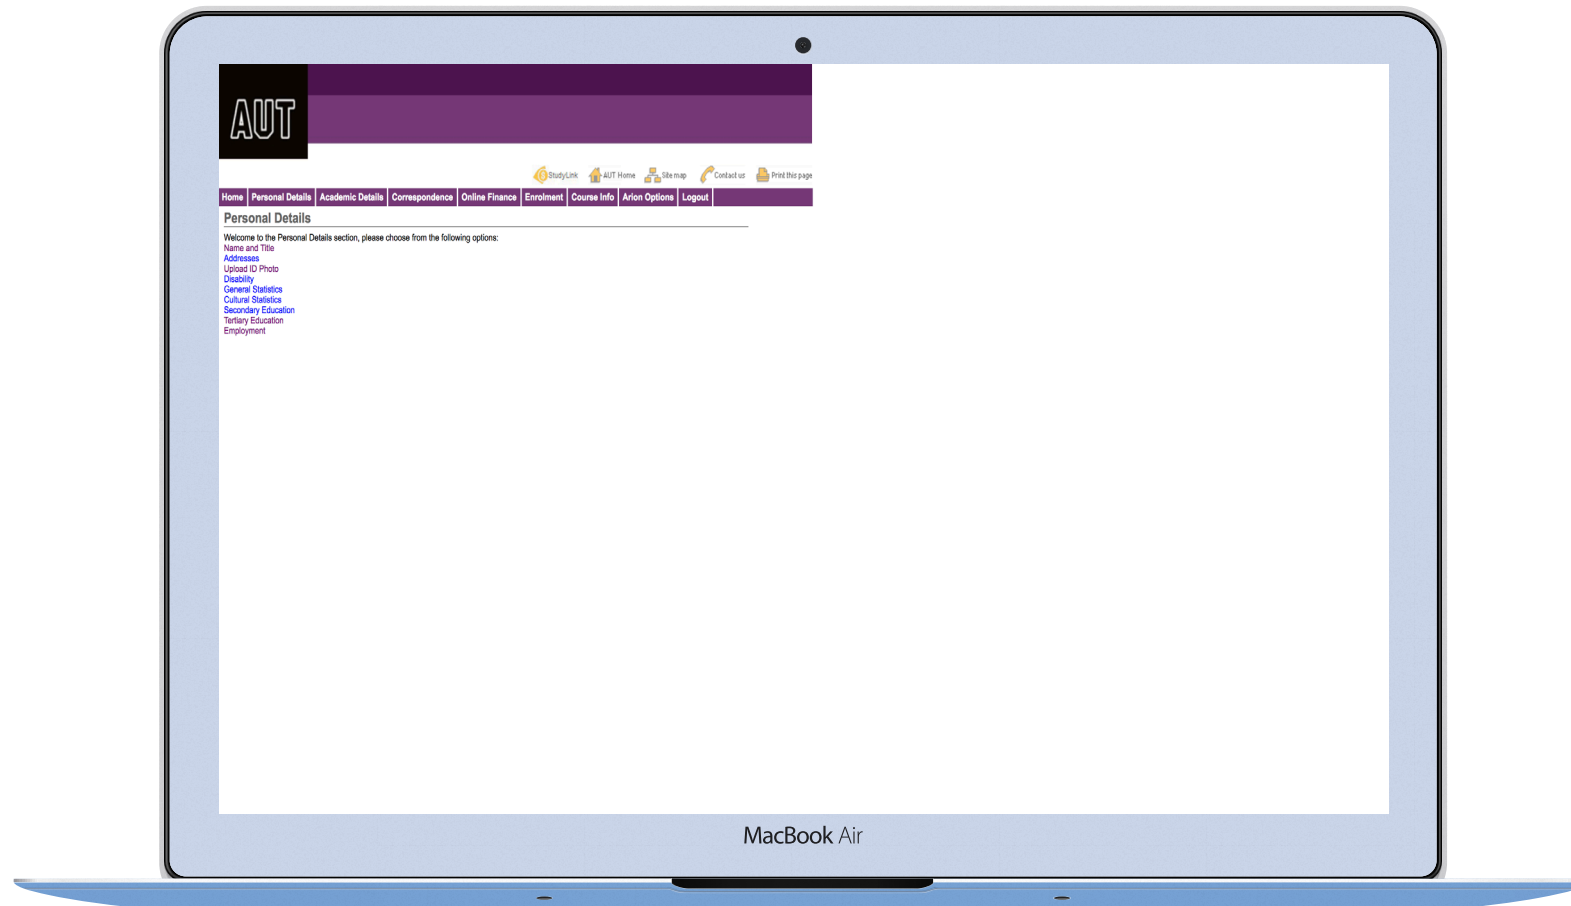 AUT
StudyLink AUT Home Site map Contact us Print this page
Home Personal Details Academic Details Correspondence Online Finance Enrolment Course Info Arion Options Logout
Personal Details
Welcome to the Personal Details section, please choose from the following options:
Name and Title
Addresses
Upload ID Photo
Disability
General Statistics
Cultural Statistics
Secondary Education
Tertiary Education
Employment
MacBook Air